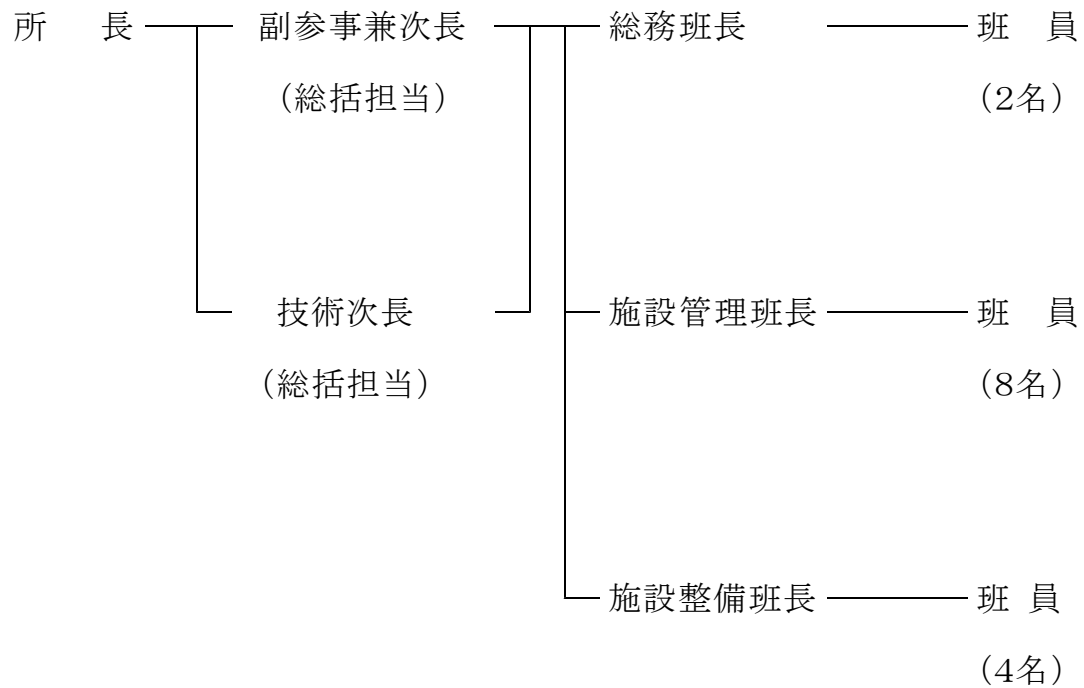 所　長　副参事兼次長　総務班長　班　員
（総括担当）　（2名）
技術次長　施設管理班長　班　員
（総括担当）　（8名）
施設整備班長　班 員
（4名）